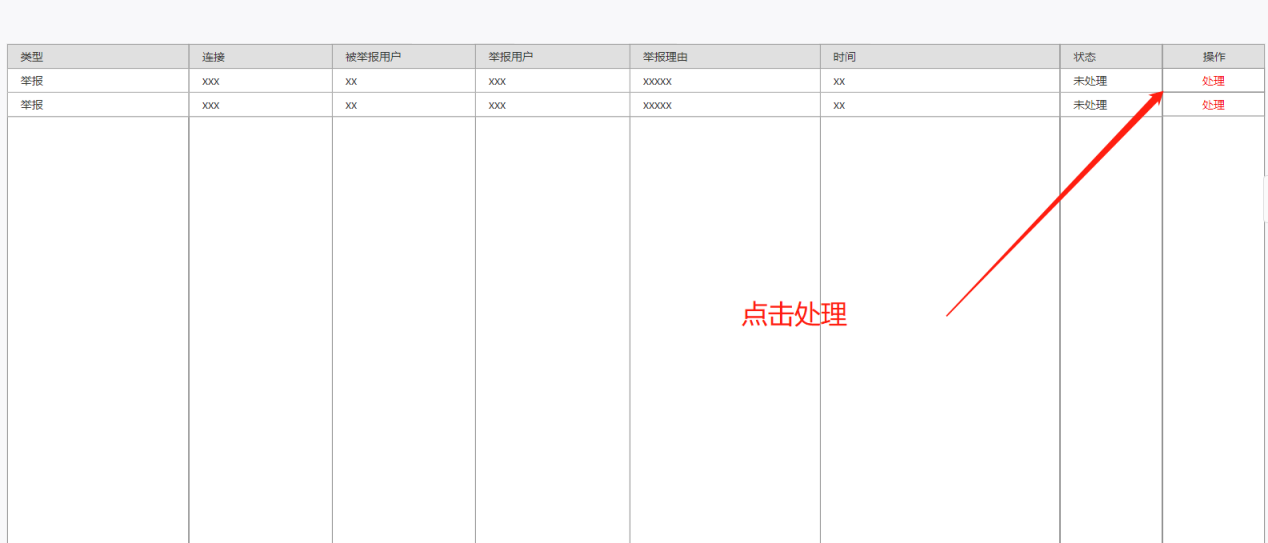 类型 连接 被举报用户 举报用户 举报理由 时间 状态 操作
举报 xxx xx xxx xxxxx xx 未处理 处理
举报 xxx xx xxx xxxxx xx 未处理 处理
点击处理